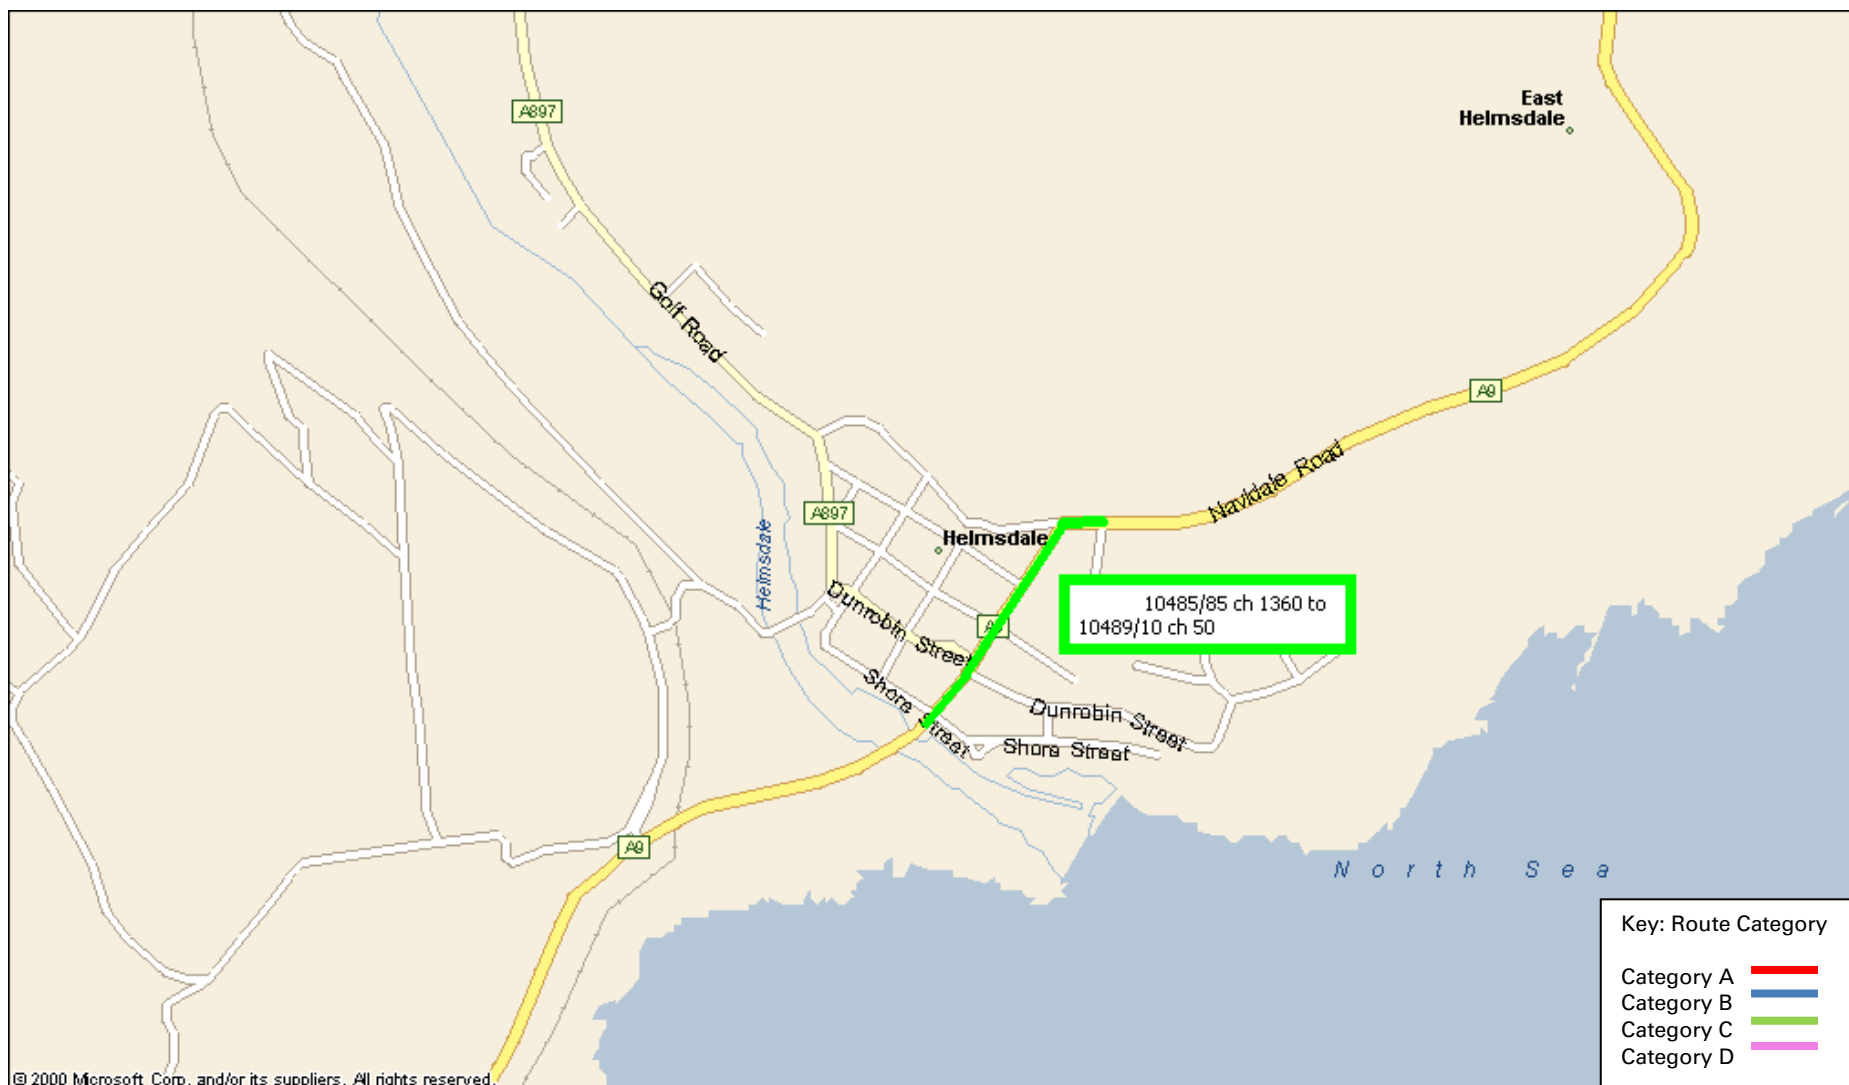 East
Helmsdale
A897
Golf Road
A9
Navidale Road
A897
Helmsdale
Helmsdale
10485/85 ch 1360 to
10489/10 ch 50
Dunrobin Street
Shore Street
Dunrobin Street
Shore Street
A9
North Sea
Key: Route Category
Category A
Category B
Category C
Category D
© 2000 Microsoft Corp. and/or its suppliers. All rights reserved.